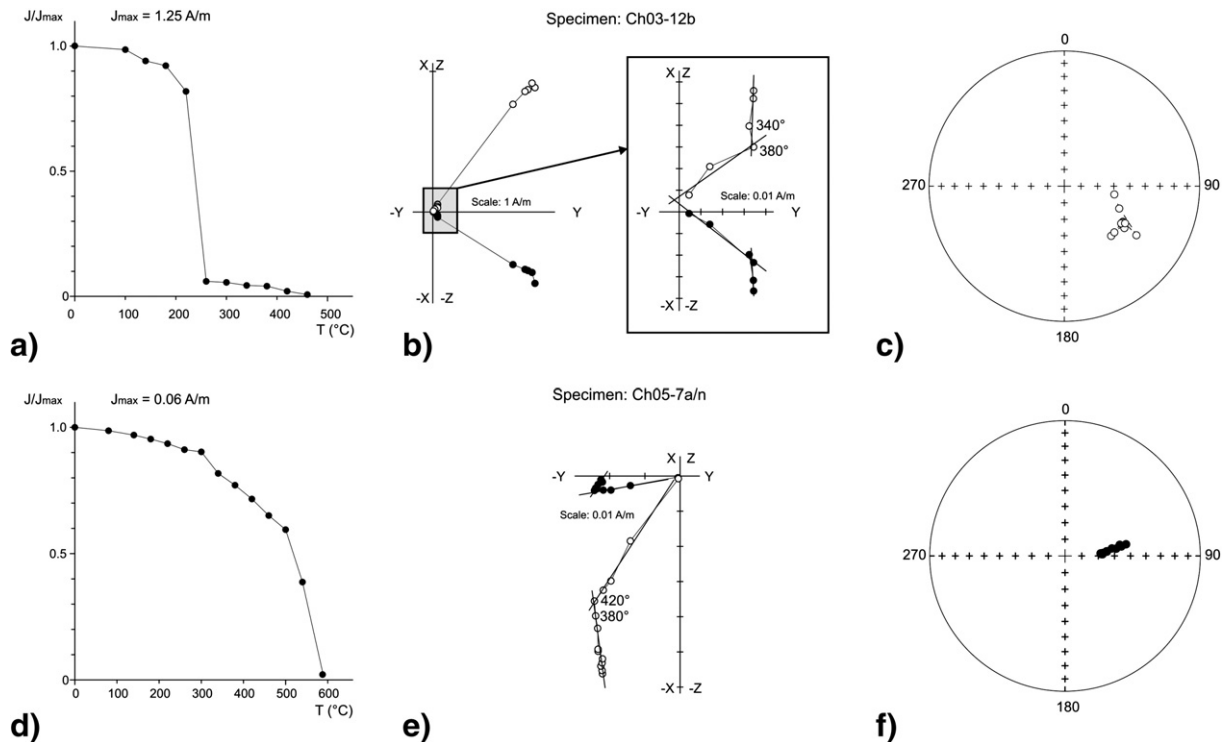 J/Jmax Jmax = 1.25 A/m
1.0
0.5
0
0 100 200 300 400 500
T (°C)
a)
Specimen: Ch03-12b
X Z
-Y Y
Scale: 1 A/m
-X -Z
X Z
340°
380°
Scale: 0.01 A/m
-Y Y
-X -Z
b)
0
270 90
180
c)
J/Jmax Jmax = 0.06 A/m
1.0
0.5
0
0 100 200 300 400 500 600
T (°C)
d)
Specimen: Ch05-7a/n
X Z
-Y Y
Scale: 0.01 A/m
420°
380°
-X -Z
e)
0
270 90
180
f)